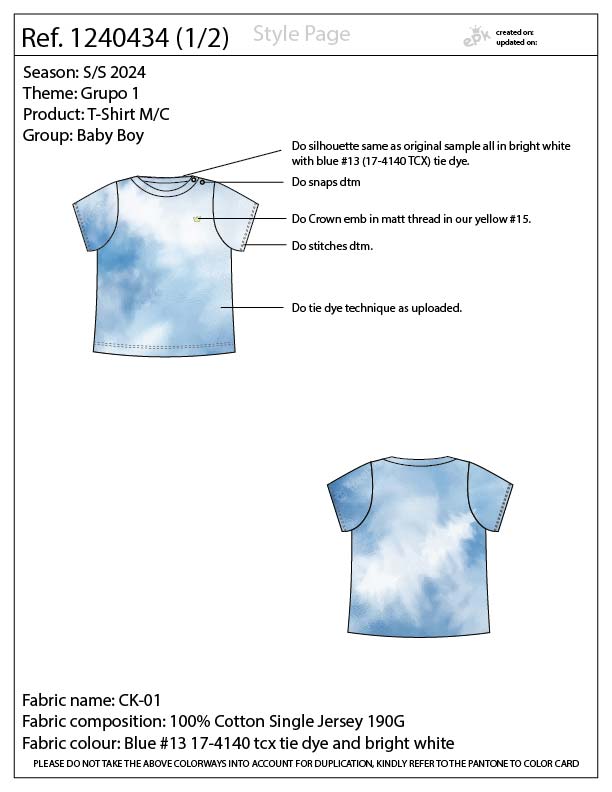 Ref. 1240434 (1/2)
Style Page
epk
created on:
updated on:
Season: S/S 2024
Theme: Grupo 1
Product: T-Shirt M/C
Group: Baby Boy
Do silhouette same as original sample all in bright white
with blue #13 (17-4140 TCX) tie dye.
Do snaps dtm
Do Crown emb in matt thread in our yellow #15.
Do stitches dtm.
Do tie dye technique as uploaded.
Fabric name: CK-01
Fabric composition: 100% Cotton Single Jersey 190G
Fabric colour: Blue #13 17-4140 tcx tie dye and bright white
PLEASE DO NOT TAKE THE ABOVE COLORWAYS INTO ACCOUNT FOR DUPLICATION, KINDLY REFER TO THE PANTONE TO COLOR CARD